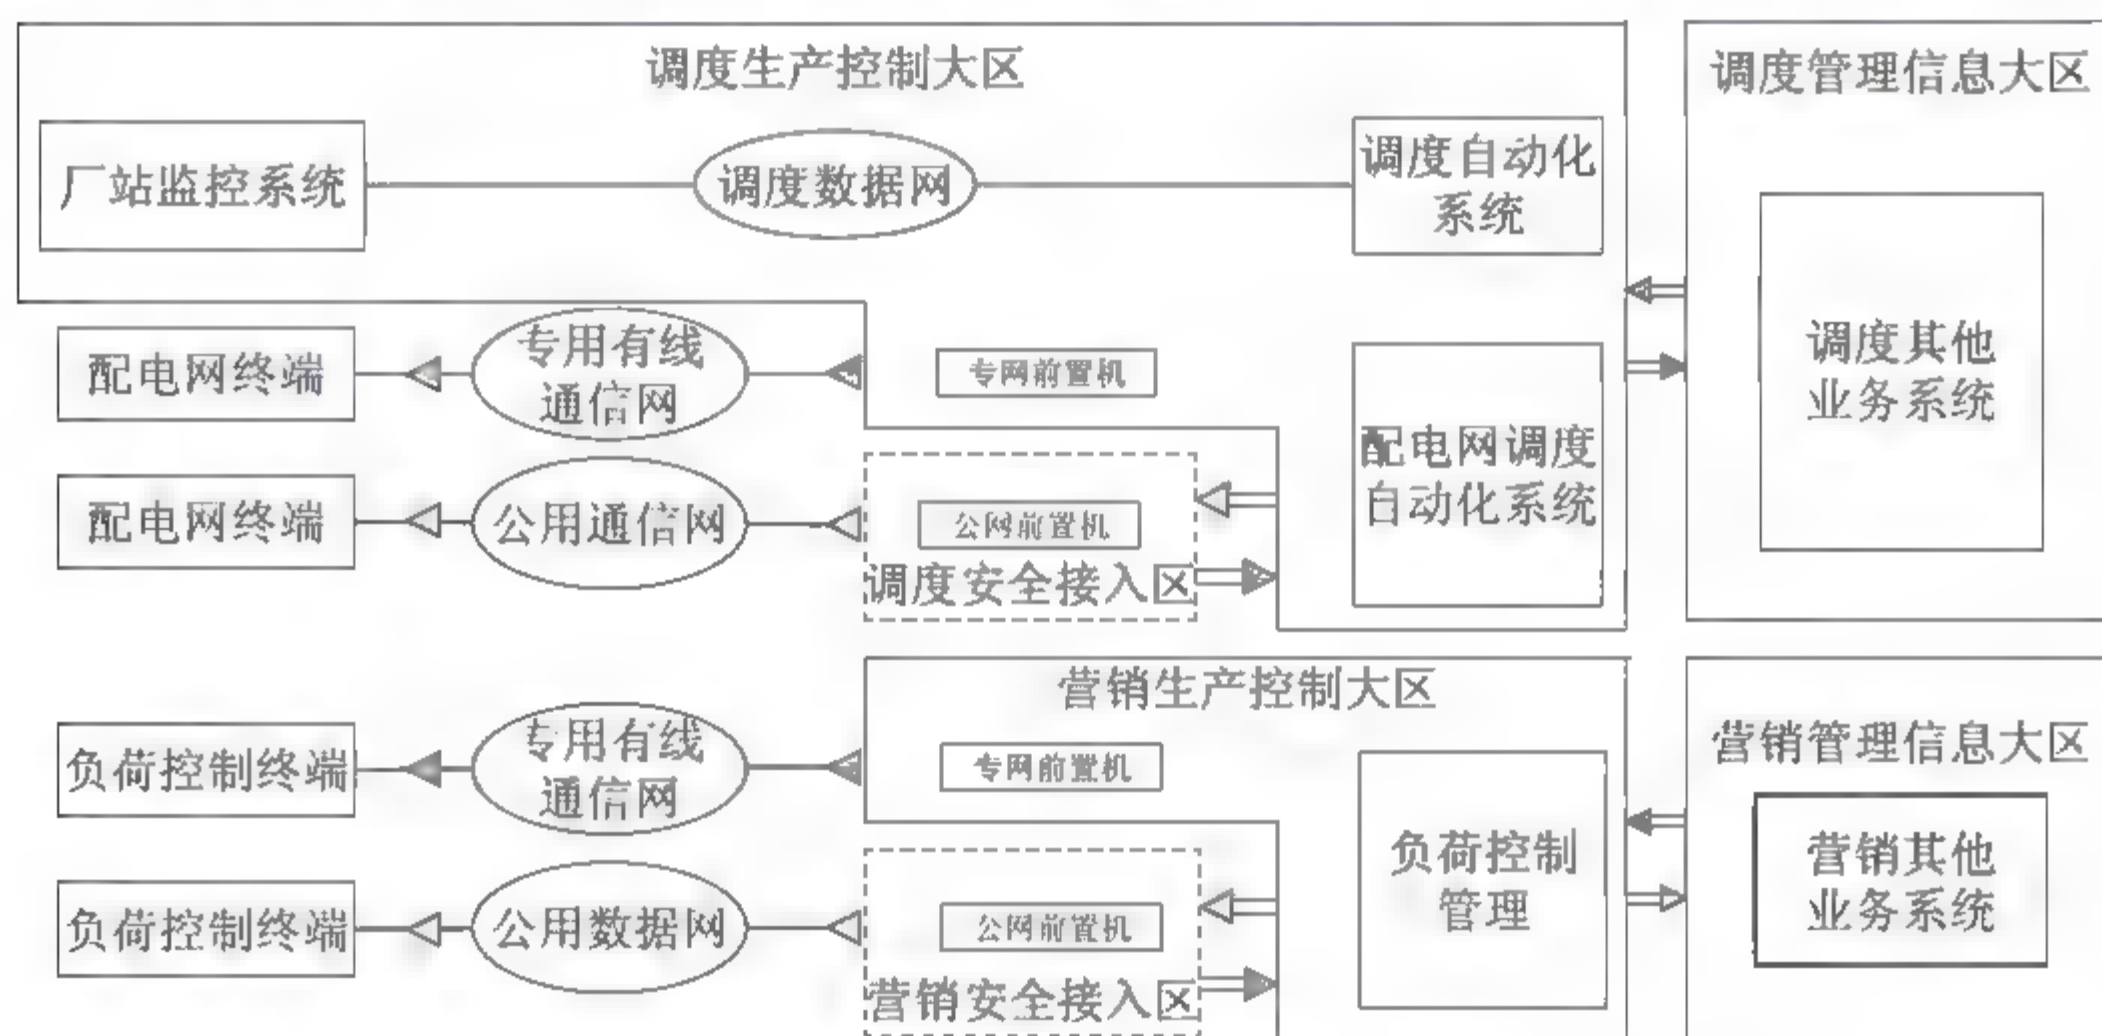 调度生产控制大区
调度管理信息大区
厂站监控系统
调度数据网
调度自动化
系统
配电网终端
专用有线
通信网
专网前置机
配电网调度
自动化系统
调度其他
业务系统
配电网终端
公用通信网
公网前置机
调度安全接入区
营销生产控制大区
营销管理信息大区
负荷控制终端
专用有线
通信网
专网前置机
负荷控制
管理
营销其他
业务系统
负荷控制终端
公用数据网
公网前置机
营销安全接入区